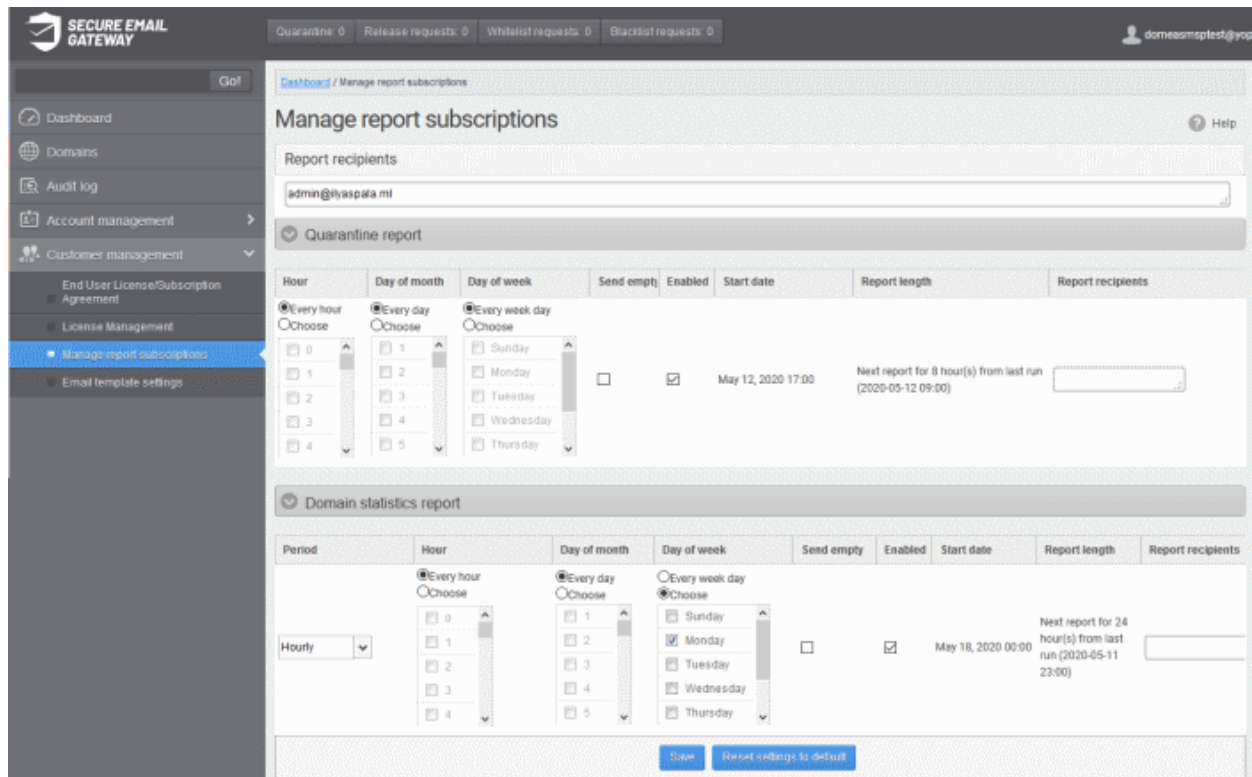 SECURE EMAIL
GATEWAY
Quarantine: 0 Release requests: 0 Whitelist requests: 0 Blacklist requests: 0
domeasmsptest@yop
Go!
Dashboard
Domains
Audit log
Account management
Customer management
End User License/Subscription
Agreement
License Management
Manage report subscriptions
Email template settings
Dashboard / Manage report subscriptions
Manage report subscriptions
Help
Report recipients
admin@ilyaspala.ml
Quarantine report
Hour Day of month Day of week Send empty Enabled Start date Report length Report recipients
Every hour Every day Every week day
Choose Choose Choose
0 1 Sunday
1 2 Monday
2 3 Tuesday
3 4 Wednesday
4 5 Thursday
May 12, 2020 17:00
Next report for 8 hour(s) from last run
(2020-05-12 09:00)
Domain statistics report
Period Hour Day of month Day of week Send empty Enabled Start date Report length Report recipients
Every hour Every day Every week day
Choose Choose Choose
Hourly
0 1 Sunday
1 2 Monday
2 3 Tuesday
3 4 Wednesday
4 5 Thursday
May 18, 2020 00:00
Next report for 24
hour(s) from last
run (2020-05-11
23:00)
Save Reset settings to default